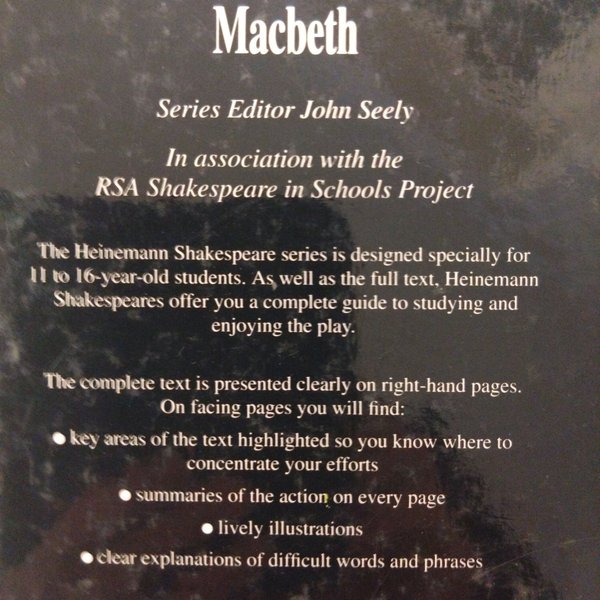 Macbeth
Series Editor John Seely
In association with the
RSA Shakespeare in Schools Project
The Heinemann Shakespeare series is designed specially for
11 to 16-year-old students. As well as the full text, Heinemann
Shakespeares offer you a complete guide to studying and
enjoying the play.
The complete text is presented clearly on right-hand pages.
On facing pages you will find:
● key areas of the text highlighted so you know where to
concentrate your efforts
● summaries of the action on every page
● lively illustrations
● clear explanations of difficult words and phrases